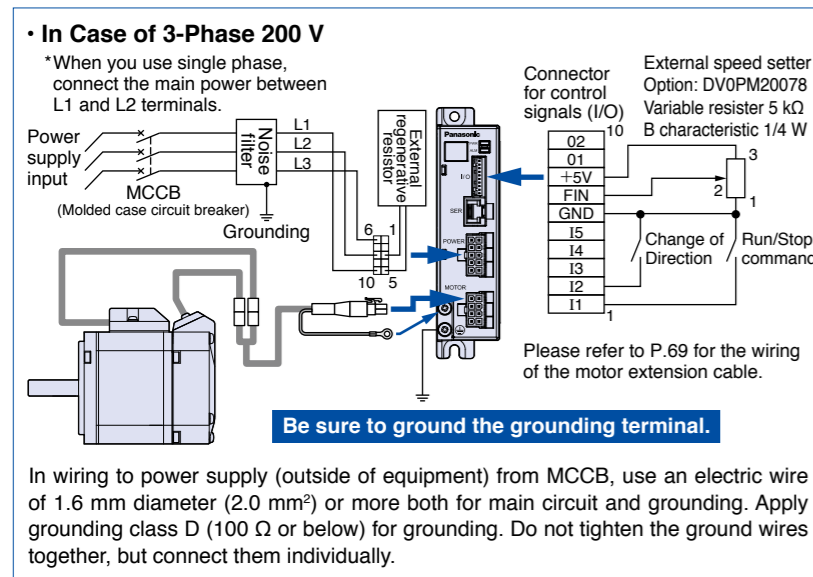 • In Case of 3-Phase 200 V
*When you use single phase,
connect the main power between
L1 and L2 terminals.
Power
supply
input
MCCB
(Molded case circuit breaker)
Noise
filter
Grounding
L1
L2
L3
External
regenerative
resistor
6
1
10
5
Panasonic
I/O
SER
POWER
MOTOR
Connector
for control
signals (I/O)
10
02
01
+5V
FIN
GND
I5
I4
I3
I2
I1
1
External speed setter
Option: DV0PM20078
Variable resister 5 kΩ
B characteristic 1/4 W
3
2
1
Change of
Direction
Run/Stop
command
Please refer to P.69 for the wiring
of the motor extension cable.
Be sure to ground the grounding terminal.
In wiring to power supply (outside of equipment) from MCCB, use an electric wire
of 1.6 mm diameter (2.0 mm²) or more both for main circuit and grounding. Apply
grounding class D (100 Ω or below) for grounding. Do not tighten the ground wires
together, but connect them individually.